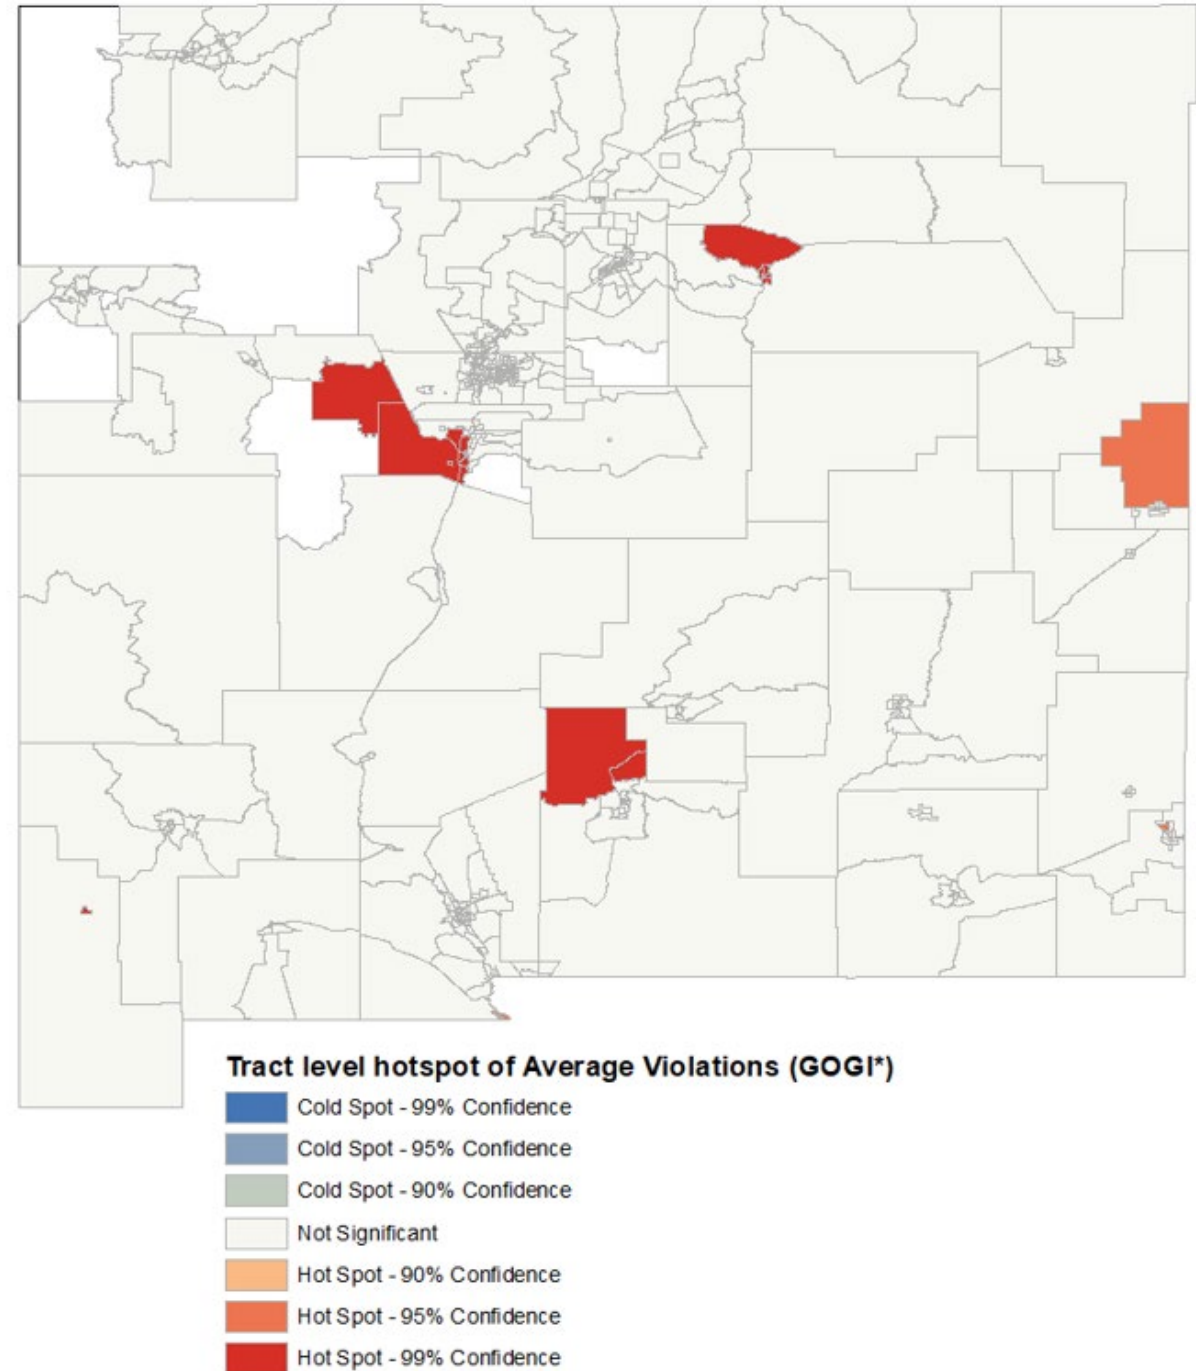 Tract level hotspot of Average Violations (GOGI*)
Cold Spot - 99% Confidence
Cold Spot - 95% Confidence
Cold Spot - 90% Confidence
Not Significant
Hot Spot - 90% Confidence
Hot Spot - 95% Confidence
Hot Spot - 99% Confidence